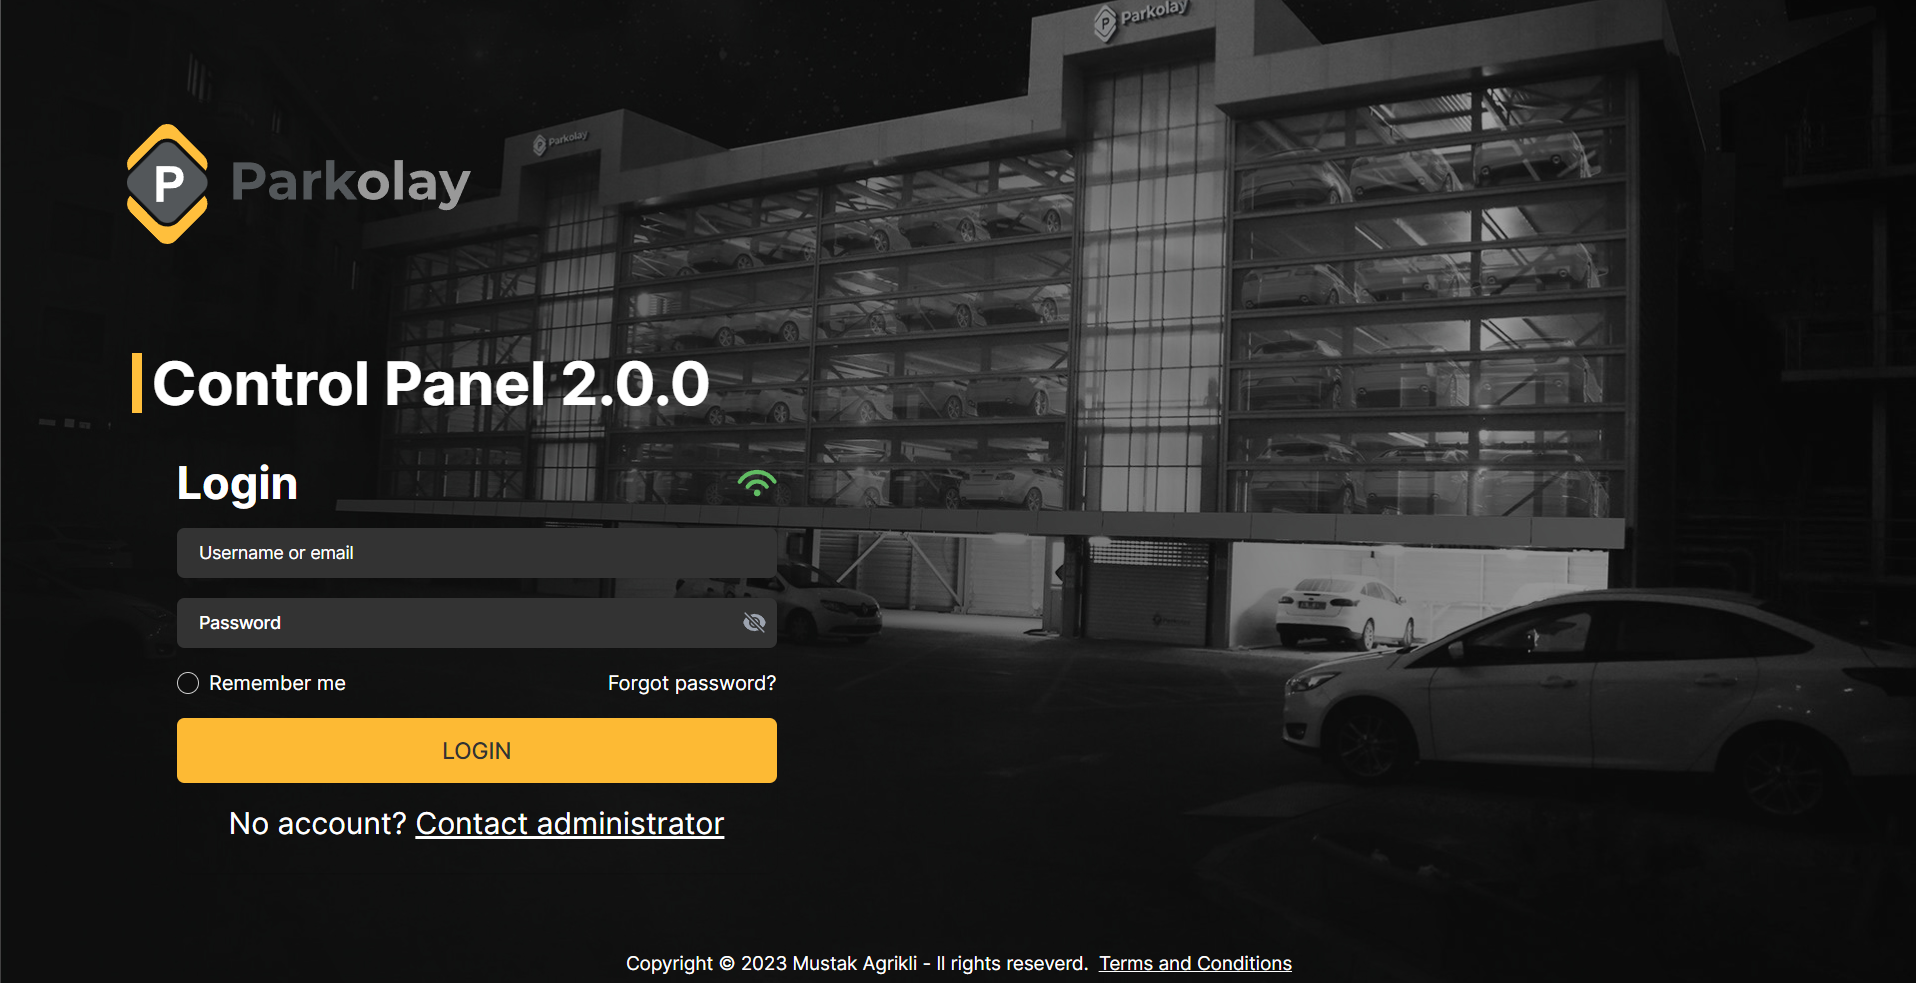 Parkolay
Parkolay
P Parkolay
Control Panel 2.0.0
Login
Username or email
Password
Remember me
Forgot password?
LOGIN
No account? Contact administrator
Copyright © 2023 Mustak Agrikli - ll rights reseverd. Terms and Conditions